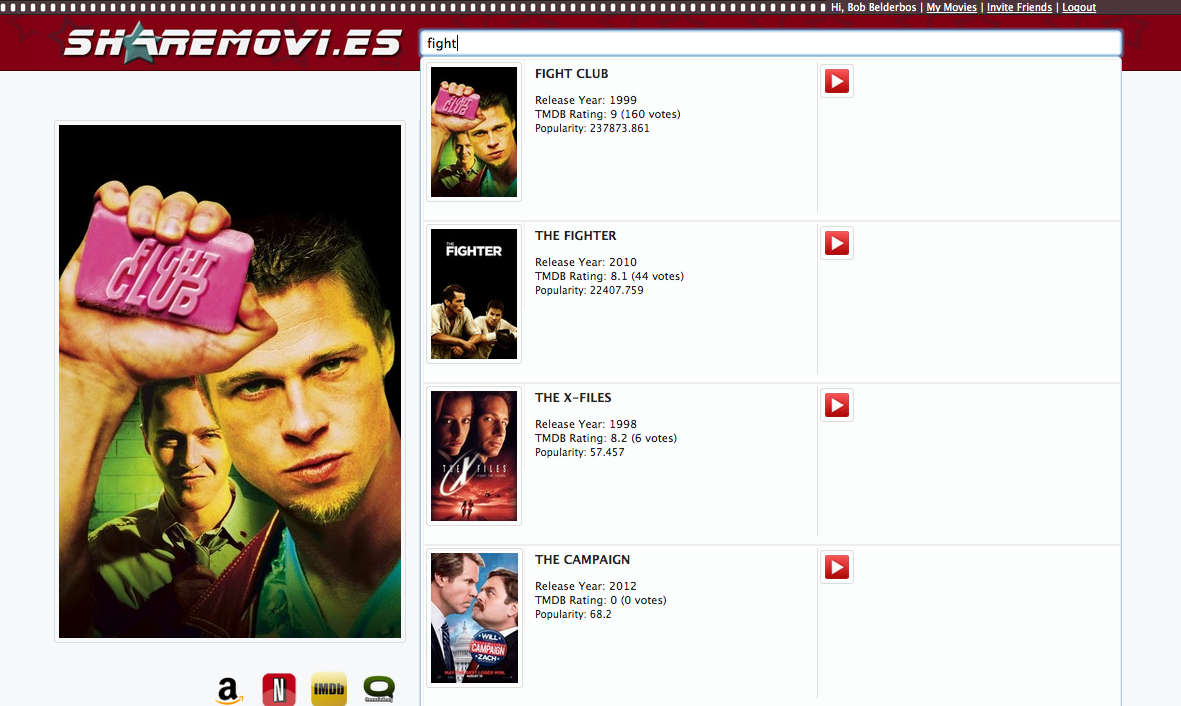 Hi, Bob Belderbos | My Movies | Invite Friends | Logout
SHAREMOVI.ES
fight
FIGHT CLUB
Release Year: 1999
TMDB Rating: 9 (160 votes)
Popularity: 237873.861
FIGHT
CLUB
THE
FIGHTER
THE FIGHTER
Release Year: 2010
TMDB Rating: 8.1 (44 votes)
Popularity: 22407.759
FIGHT
CLUB
THE X-FILES
Release Year: 1998
TMDB Rating: 8.2 (6 votes)
Popularity: 57.457
THE X FILES
THE CAMPAIGN
Release Year: 2012
TMDB Rating: 0 (0 votes)
Popularity: 68.2
WILL
CAMPAIGN
ZACH
a
N
IMDb